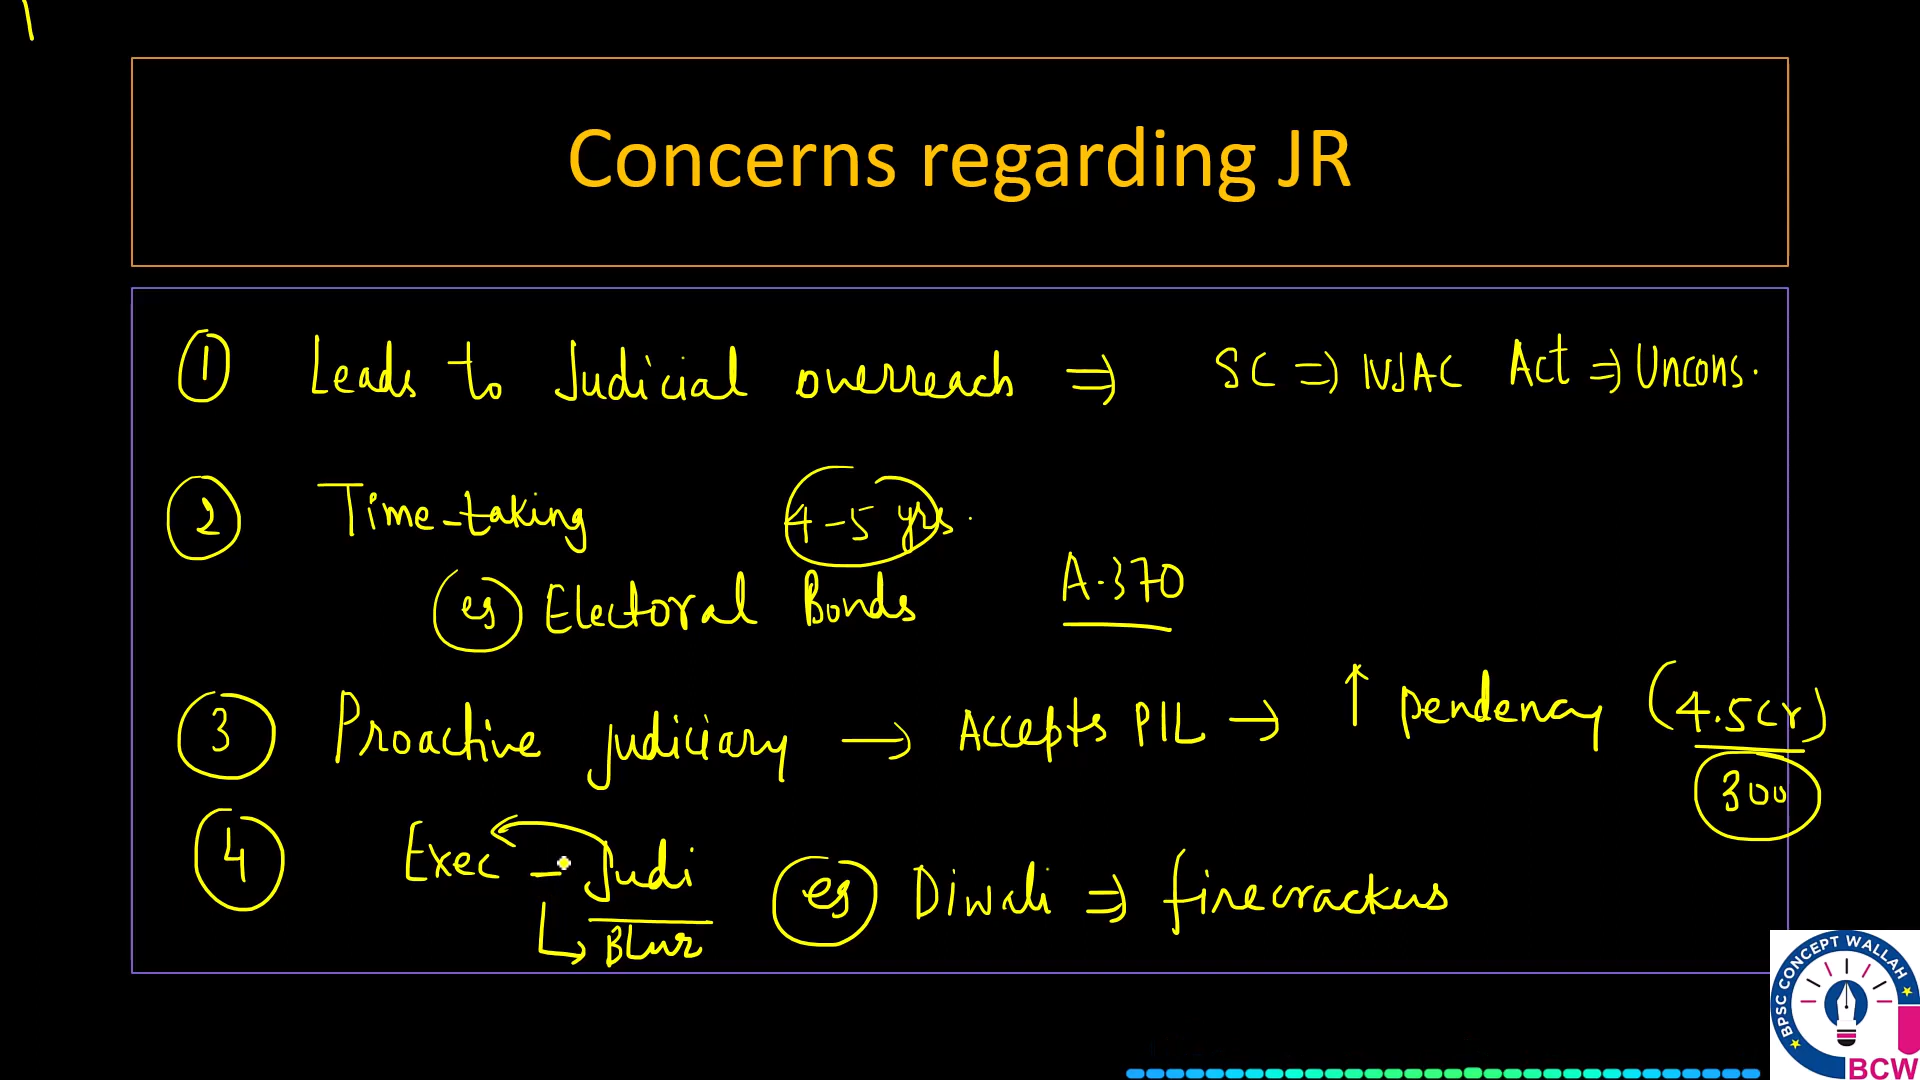 Concerns regarding JR
① Leads to Judicial overreach ⇒ SC ⇒ NJAC Act ⇒ Uncons.
② Time-taking 4-5 yrs.
eg Electoral Bonds A.370
③ Proactive judiciary → Accepts PIL → ↑ pendency (4.5Cr)
300
④ Exec - Judi eg Diwali ⇒ firecrackers
↳ Blur
BPSC CONCEPT WALLAH
BCW